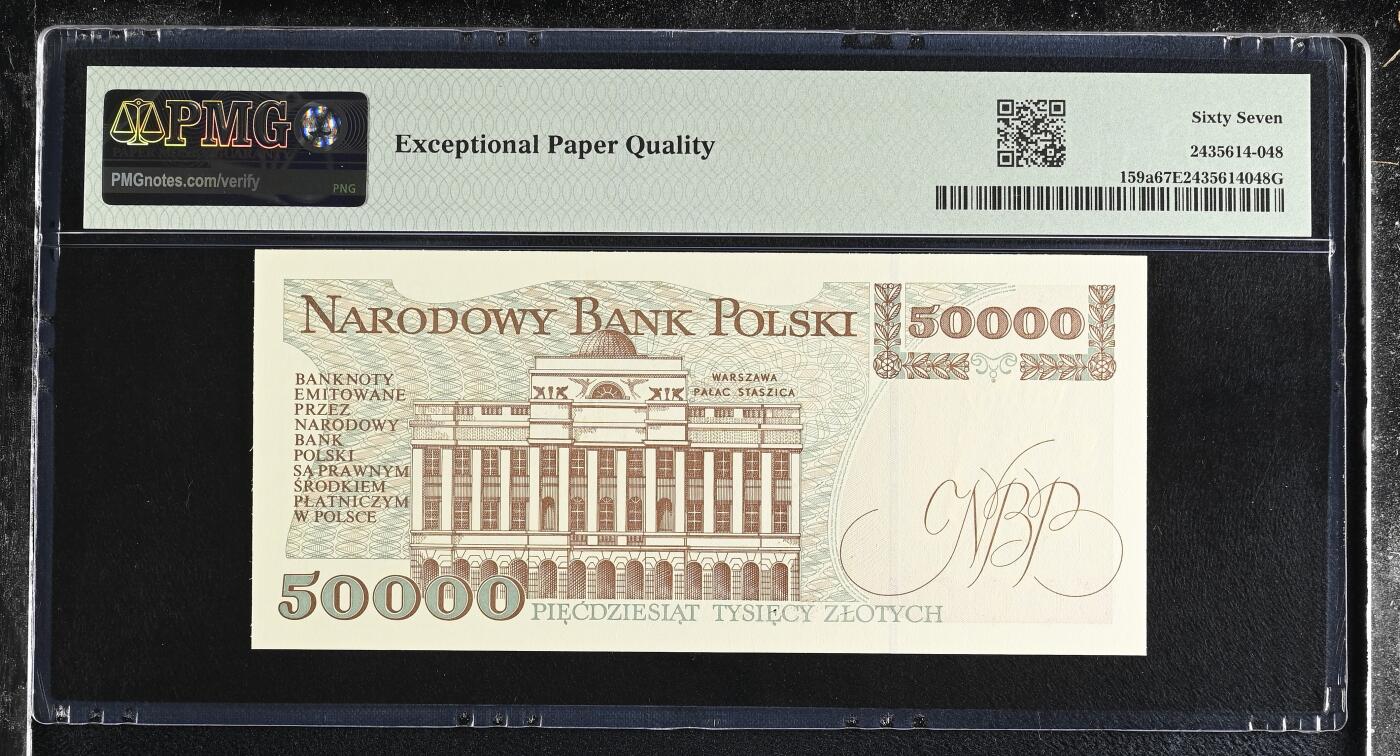 PMG
PMGnotes.com/verify
PNG
Exceptional Paper Quality
Sixty Seven
2435614-048
159a67E2435614048G
NARODOWY BANK POLSKI
50000
BANKNOTY
EMITOWANE
PRZEZ
NARODOWY
BANK
POLSKI
SĄ PRAWNYM
ŚRODKIEM
PŁATNICZYM
W POLSCE
WARSZAWA
PAŁAC STASZICA
NBP
50000
PIĘĆDZIESIĄT TYSIĘCY ZŁOTYCH